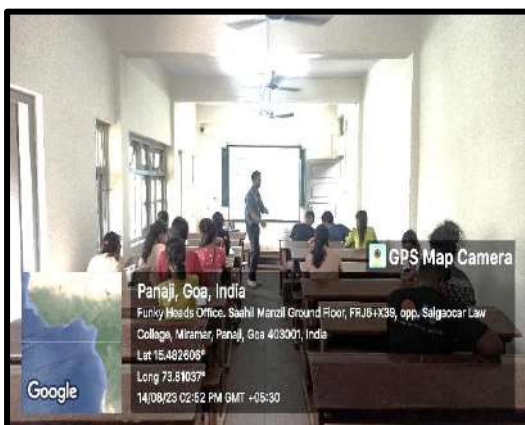 GPS Map Camera
Panaji, Goa, India
Funky Heads Office. Saahil Manzil Ground Floor, FRJ6+X39, opp. Salgaocar Law
College, Miramar, Panaji, Goa 403001, India
Lat 15.482606°
Long 73.81037°
14/08/23 02:52 PM GMT +05:30
Google